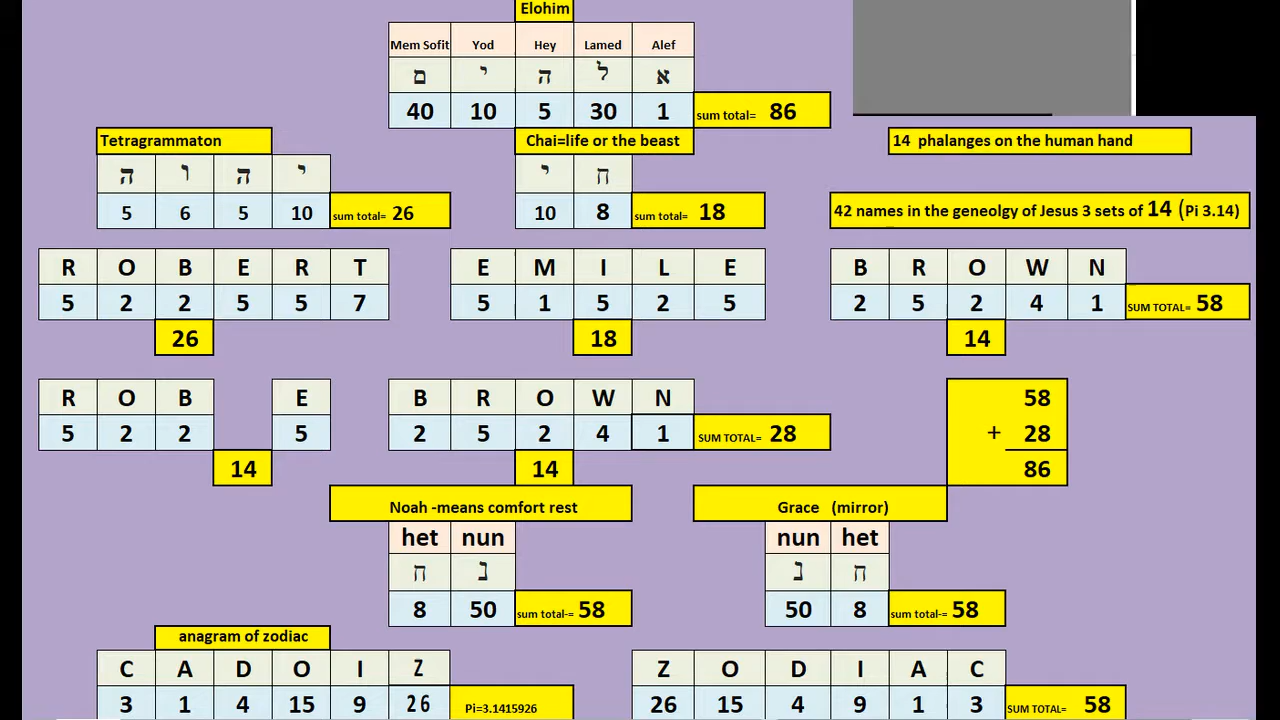 Elohim
Mem Sofit Yod Hey Lamed Alef
ם י ה ל א
40 10 5 30 1 sum total= 86
Tetragrammaton
ה ו ה י
5 6 5 10 sum total= 26
Chai=life or the beast
י ח
10 8 sum total= 18
14 phalanges on the human hand
42 names in the geneolgy of Jesus 3 sets of 14 (Pi 3.14)
R O B E R T
5 2 2 5 5 7
26
E M I L E
5 1 5 2 5
18
B R O W N
2 5 2 4 1 SUM TOTAL= 58
14
R O B E
5 2 2 5
14
B R O W N
2 5 2 4 1 SUM TOTAL= 28
14
58
+ 28
86
Noah -means comfort rest
het nun
ח נ
8 50 sum total-= 58
Grace (mirror)
nun het
נ ח
50 8 sum total-= 58
anagram of zodiac
C A D O I Z
3 1 4 15 9 26 Pi=3.1415926
Z O D I A C
26 15 4 9 1 3 SUM TOTAL= 58